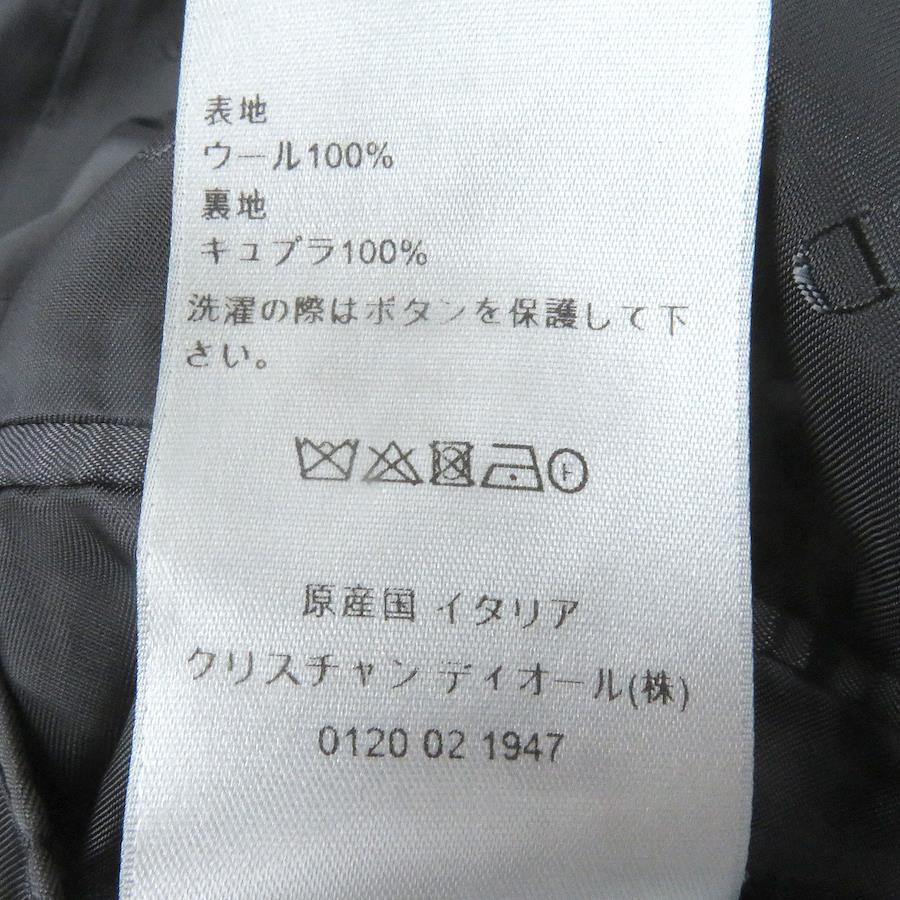 表地
ウール100%
裏地
キュプラ100%
洗濯の際はボタンを保護して下
さい。
F
原産国 イタリア
クリスチャン ディオール(株)
0120 02 1947